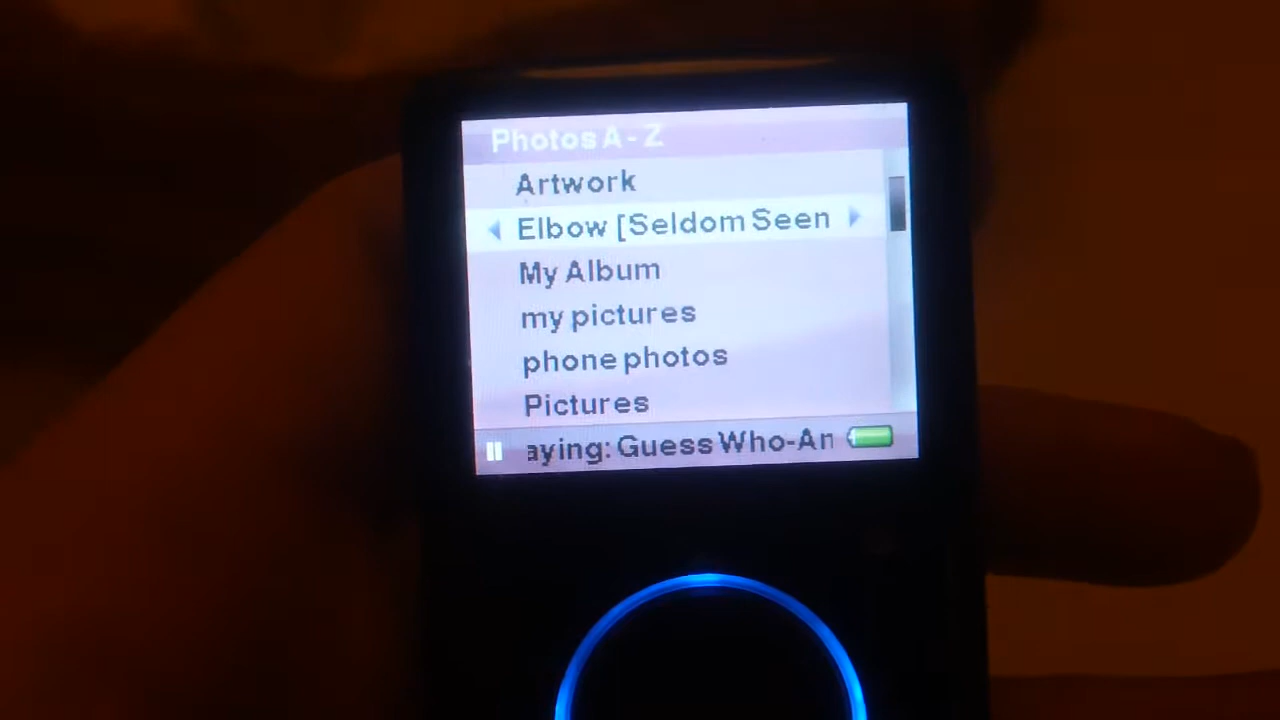 Photos A - Z
Artwork
Elbow [Seldom Seen
My Album
my pictures
phone photos
Pictures
aying: Guess Who-An